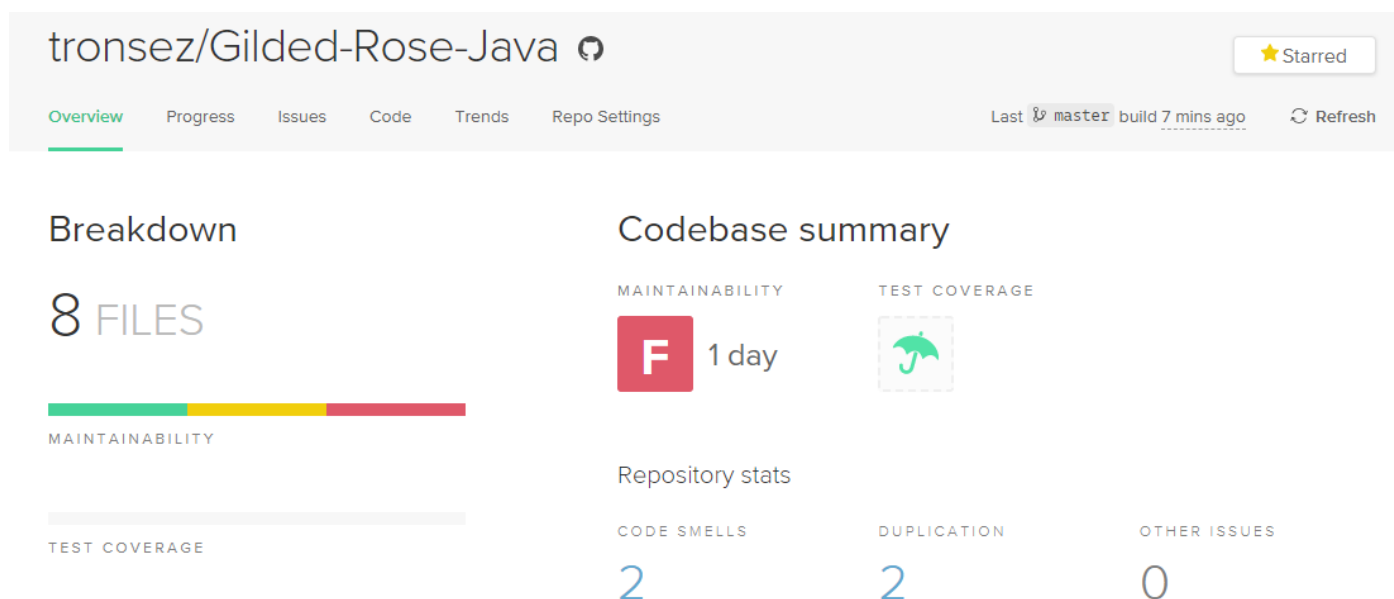 tronsez/Gilded-Rose-Java
Starred
Overview Progress Issues Code Trends Repo Settings
Last master build 7 mins ago Refresh
Breakdown
8 FILES
MAINTAINABILITY
TEST COVERAGE
Codebase summary
MAINTAINABILITY TEST COVERAGE
F 1 day
Repository stats
CODE SMELLS DUPLICATION OTHER ISSUES
2 2 0